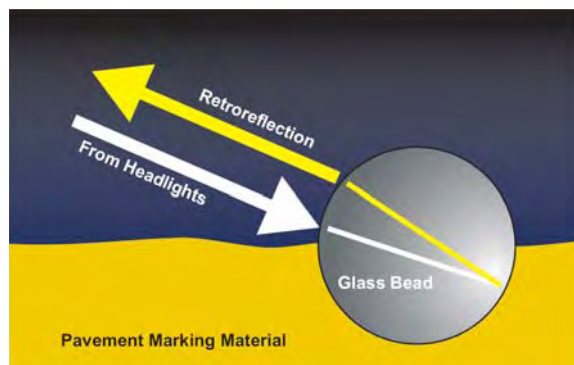 Retroreflection
From Headlights
Glass Bead
Pavement Marking Material